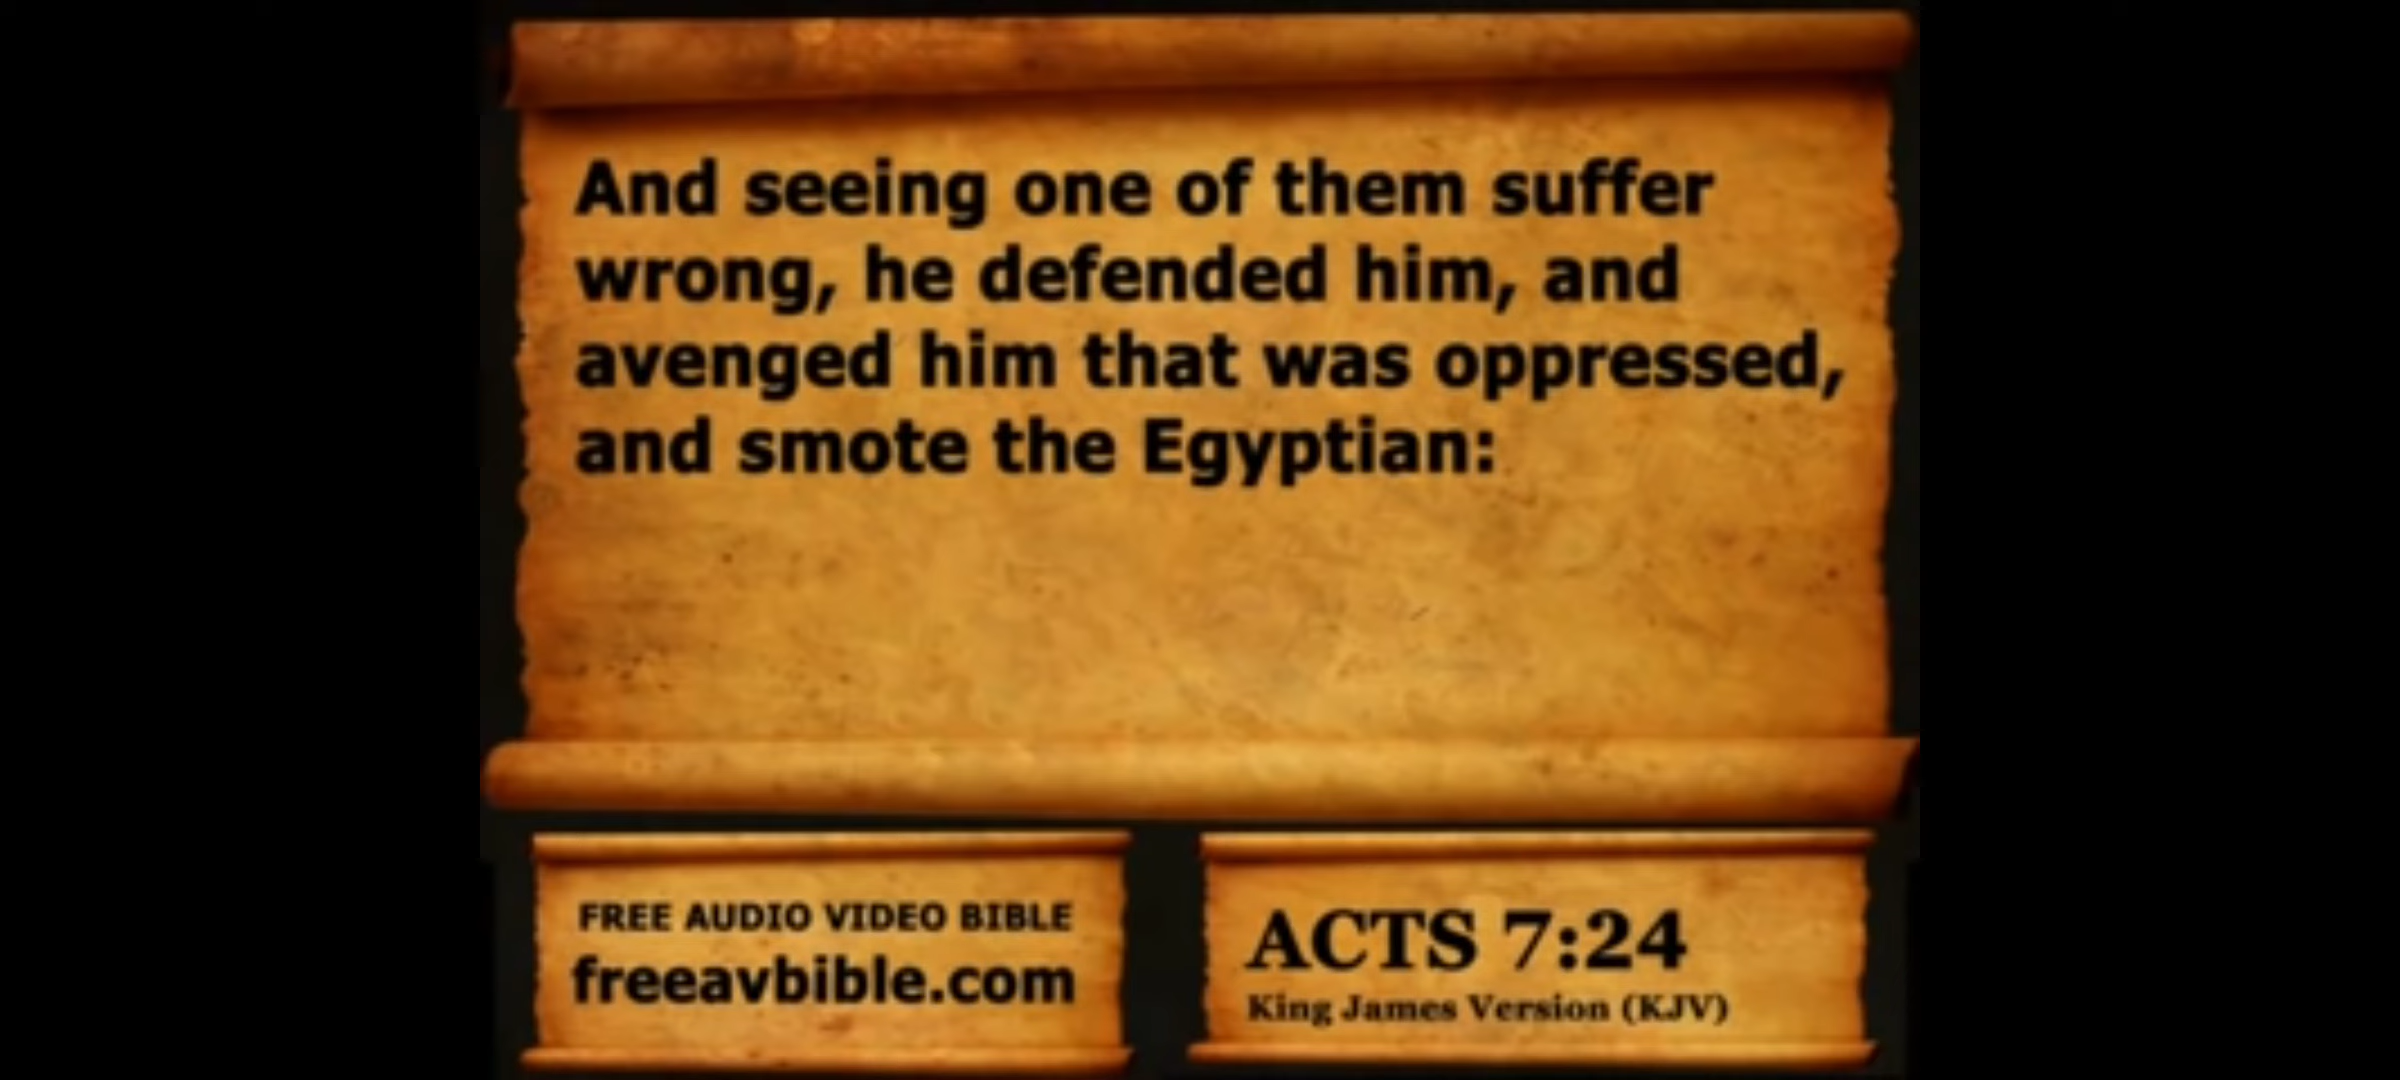 And seeing one of them suffer
wrong, he defended him, and
avenged him that was oppressed,
and smote the Egyptian:
FREE AUDIO VIDEO BIBLE
freeavbible.com
ACTS 7:24
King James Version (KJV)